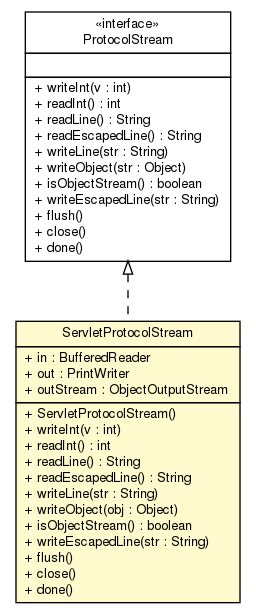 «interface»
ProtocolStream
+ writeInt(v : int)
+ readInt() : int
+ readLine() : String
+ readEscapedLine() : String
+ writeLine(str : String)
+ writeObject(str : Object)
+ isObjectStream() : boolean
+ writeEscapedLine(str : String)
+ flush()
+ close()
+ done()
ServletProtocolStream
+ in : BufferedReader
+ out : PrintWriter
+ outStream : ObjectOutputStream
+ ServletProtocolStream()
+ writeInt(v : int)
+ readInt() : int
+ readLine() : String
+ readEscapedLine() : String
+ writeLine(str : String)
+ writeObject(obj : Object)
+ isObjectStream() : boolean
+ writeEscapedLine(str : String)
+ flush()
+ close()
+ done()